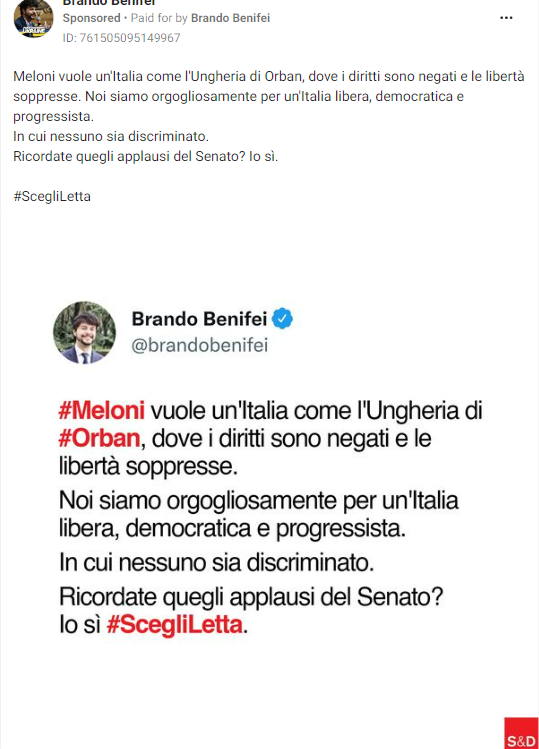 Brando Benifei
Sponsored • Paid for by Brando Benifei
ID: 761505095149967
Meloni vuole un'Italia come l'Ungheria di Orban, dove i diritti sono negati e le libertà
soppresse. Noi siamo orgogliosamente per un'Italia libera, democratica e
progressista.
In cui nessuno sia discriminato.
Ricordate quegli applausi del Senato? Io sì.
#ScegliLetta
Brando Benifei
@brandobenifei
#Meloni vuole un'Italia come l'Ungheria di
#Orban, dove i diritti sono negati e le
libertà soppresse.
Noi siamo orgogliosamente per un'Italia
libera, democratica e progressista.
In cui nessuno sia discriminato.
Ricordate quegli applausi del Senato?
Io sì #ScegliLetta.
S&D